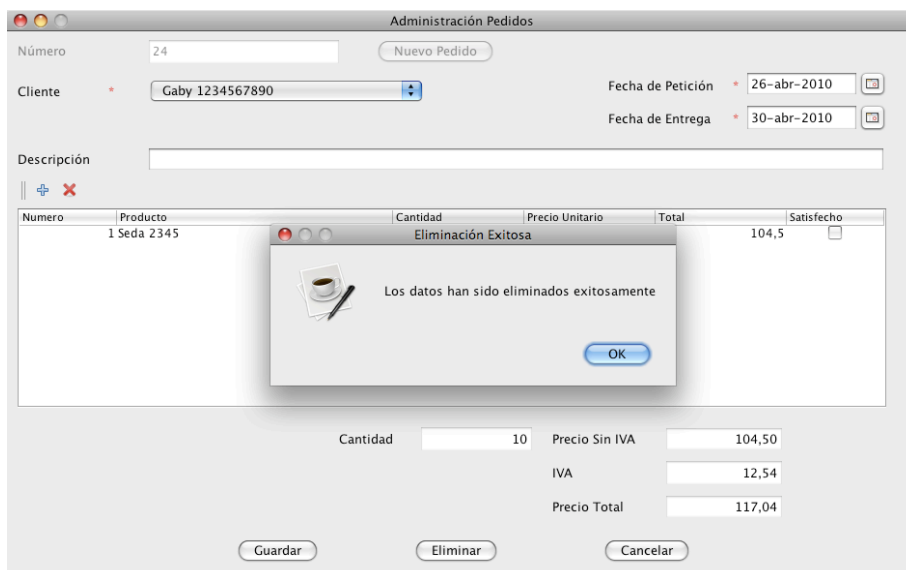 Administración Pedidos
Número 24 Nuevo Pedido
Cliente * Gaby 1234567890 Fecha de Petición * 26-abr-2010
Fecha de Entrega * 30-abr-2010
Descripción
Numero Producto Cantidad Precio Unitario Total Satisfecho
1 Seda 2345 104,5
Eliminación Exitosa
Los datos han sido eliminados exitosamente
OK
Cantidad 10 Precio Sin IVA 104,50
IVA 12,54
Precio Total 117,04
Guardar Eliminar Cancelar